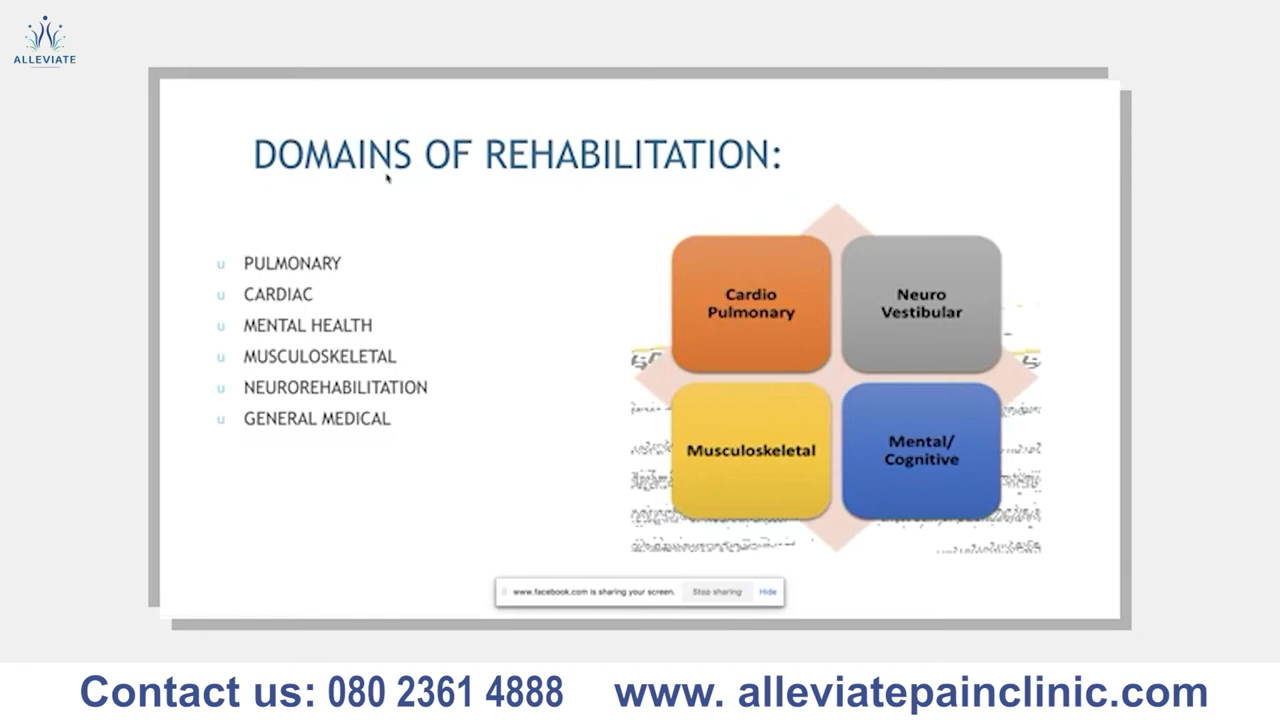 ALLEVIATE
DOMAINS OF REHABILITATION:
u PULMONARY
u CARDIAC
u MENTAL HEALTH
u MUSCULOSKELETAL
u NEUROREHABILITATION
u GENERAL MEDICAL
Cardio
Pulmonary
Neuro
Vestibular
Musculoskeletal
Mental/
Cognitive
www.facebook.com is sharing your screen. Stop sharing Hide
Contact us: 080 2361 4888 www. alleviatepainclinic.com